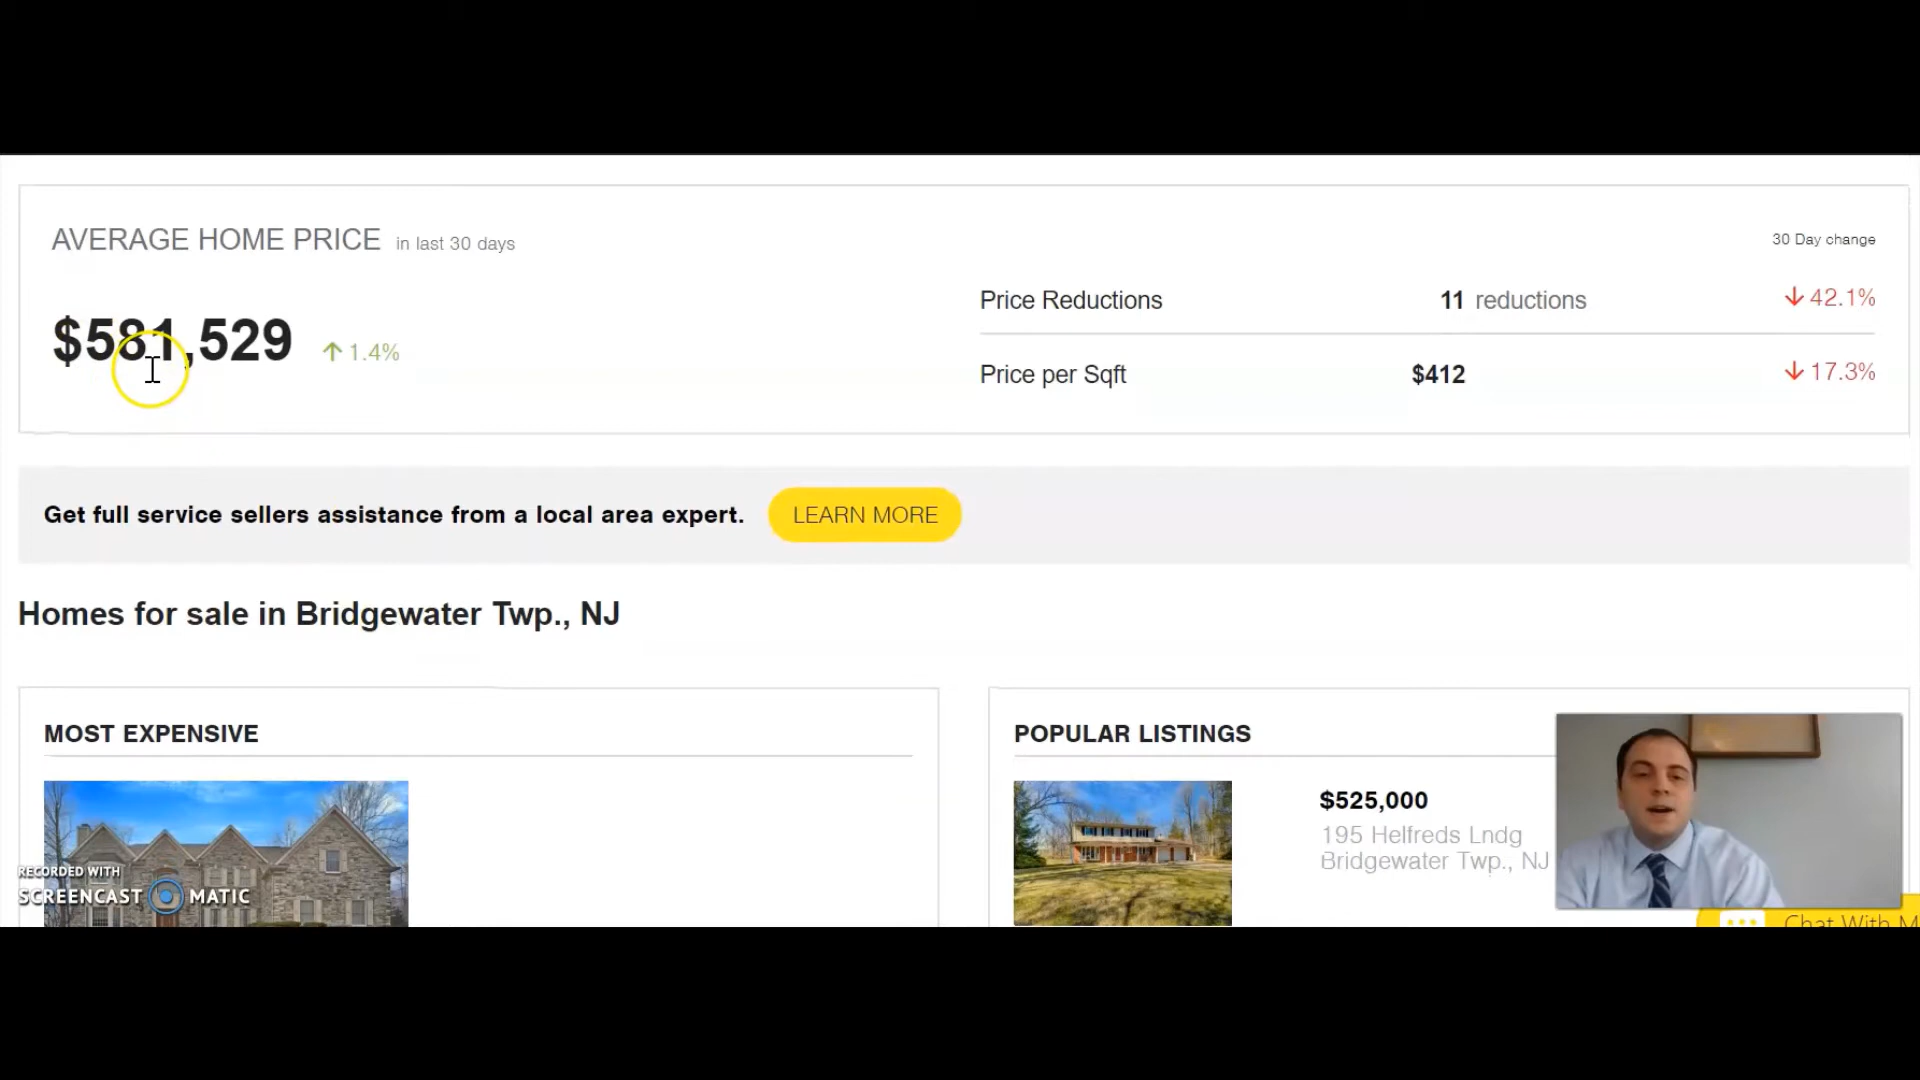 AVERAGE HOME PRICE in last 30 days
30 Day change
$581,529 ↑ 1.4%
Price Reductions 11 reductions ↓ 42.1%
Price per Sqft $412 ↓ 17.3%
Get full service sellers assistance from a local area expert. LEARN MORE
Homes for sale in Bridgewater Twp., NJ
MOST EXPENSIVE
POPULAR LISTINGS
$525,000
195 Helfreds Lndg
Bridgewater Twp., NJ
RECORDED WITH
SCREENCAST MATIC
Chat With M